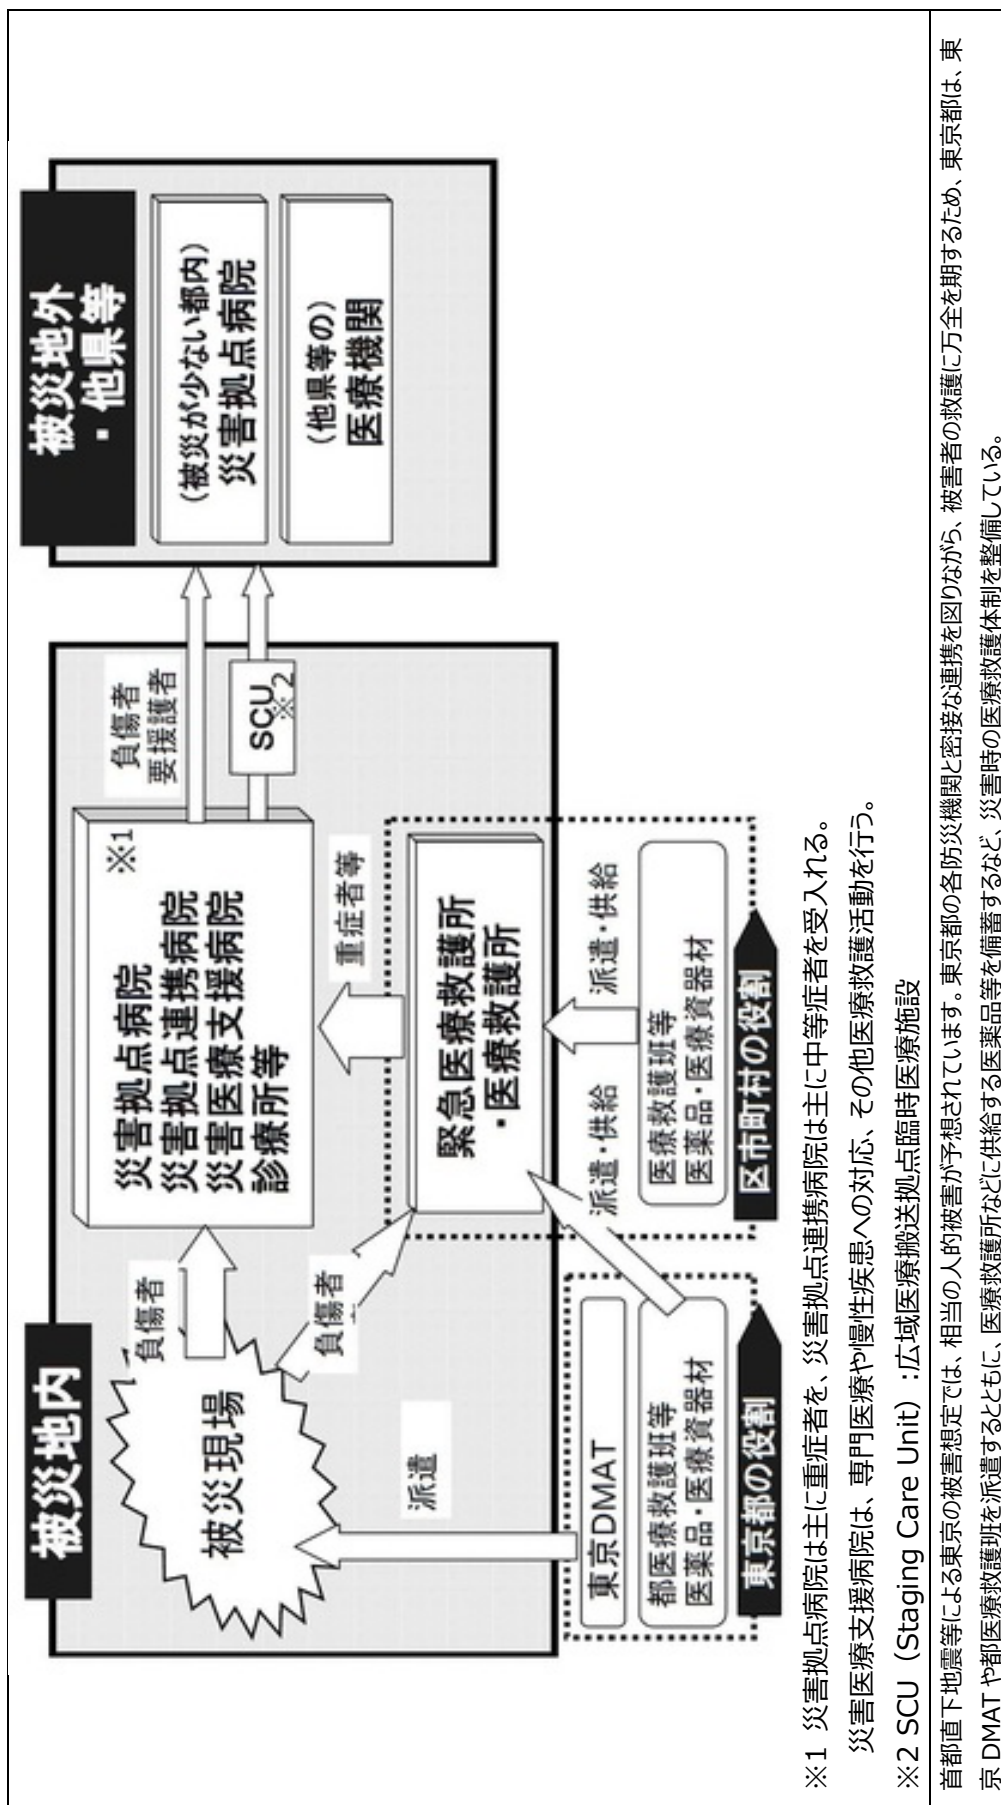 被災地内
被災現場
負傷者
負傷者
派遣
東京DMAT
都医療救護班等
医薬品・医療資器材
東京都の役割
災害拠点病院
災害拠点連携病院
災害医療支援病院
診療所等
※1
重症者等
緊急医療救護所
・医療救護所
派遣・供給
派遣・供給
医療救護班等
医薬品・医療資器材
区市町村の役割
負傷者
要援護者
SCU
※2
被災地外
・他県等
(被災が少ない都内)
災害拠点病院
(他県等の)
医療機関
※1 災害拠点病院は主に重症者を、災害拠点連携病院は主に中等症者を受入れる。
災害医療支援病院は、専門医療や慢性疾患への対応、その他医療救護活動を行う。
※2 SCU（Staging Care Unit）:広域医療搬送拠点臨時医療施設
首都直下地震等による東京の被害想定では、相当の人的被害が予想されています。東京都の各防災機関と密接な連携を図りながら、被害者の救護に万全を期するため、東京都は、東
京 DMAT や都医療救護班を派遣するとともに、医療救護所などに供給する医薬品等を備蓄するなど、災害時の医療救護体制を整備している。